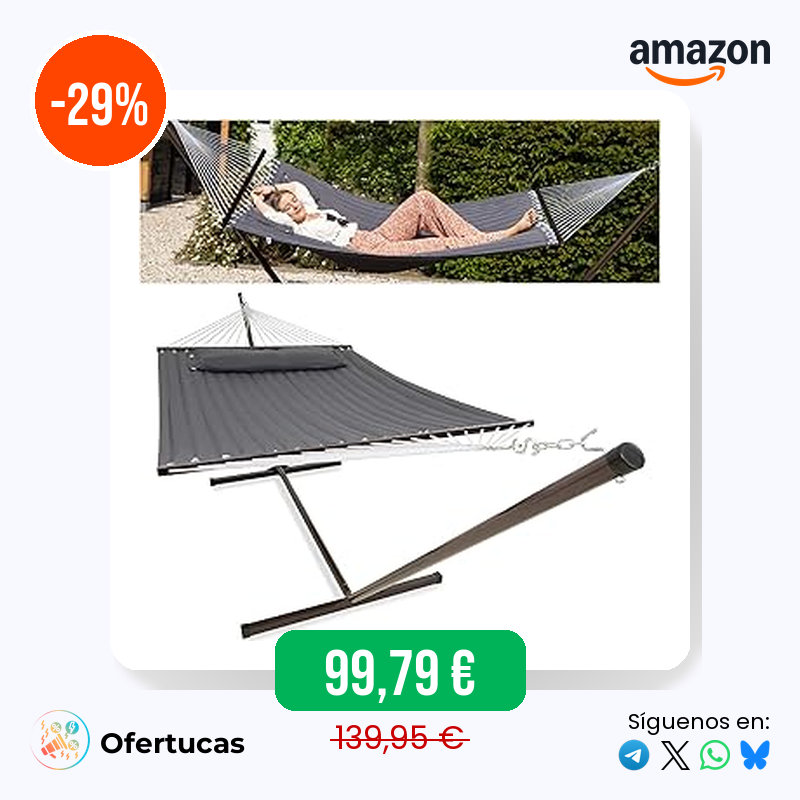 -29%
amazon
99,79 €
139,95 €
Ofertucas
Síguenos en: